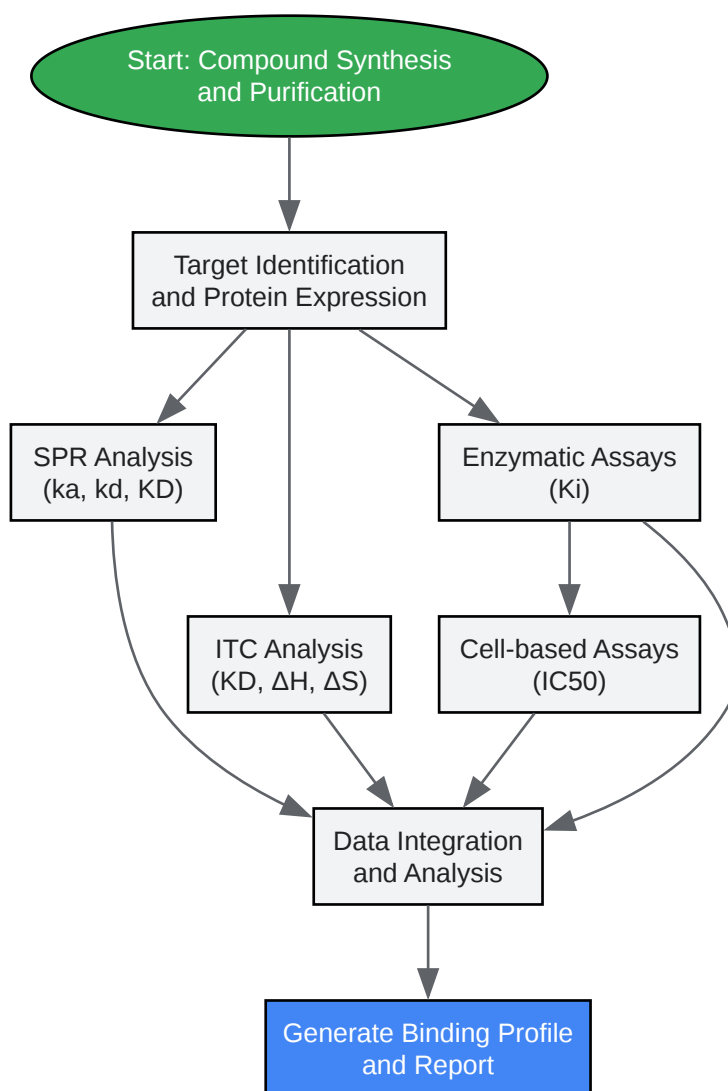 Start: Compound Synthesis
and Purification
Target Identification
and Protein Expression
SPR Analysis
(ka, kd, KD)
Enzymatic Assays
(Ki)
ITC Analysis
(KD, ΔH, ΔS)
Cell-based Assays
(IC50)
Data Integration
and Analysis
Generate Binding Profile
and Report